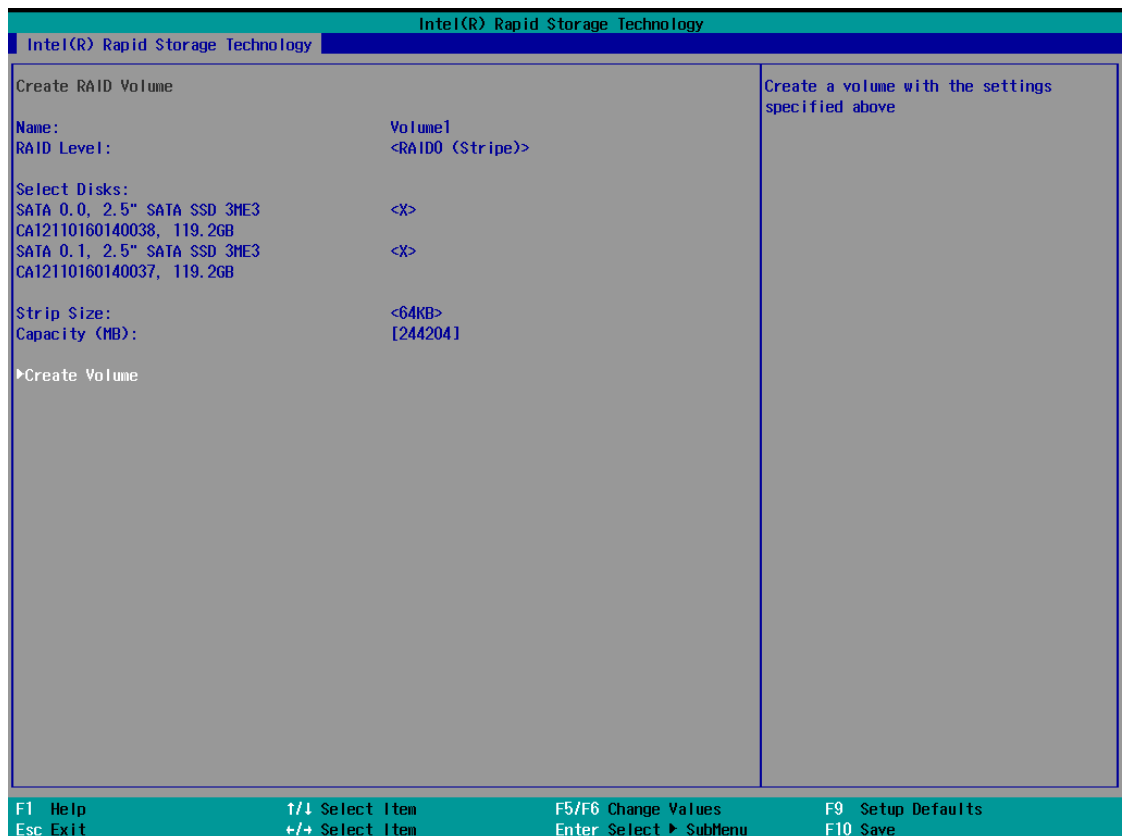 Intel(R) Rapid Storage Technology
Intel(R) Rapid Storage Technology
Create RAID Volume
Name: Volume1
RAID Level: <RAID0 (Stripe)>
Select Disks:
SATA 0.0, 2.5" SATA SSD 3ME3 <X>
CA12110160140038, 119.2GB
SATA 0.1, 2.5" SATA SSD 3ME3 <X>
CA12110160140037, 119.2GB
Strip Size: <64KB>
Capacity (MB): [244204]
▶Create Volume
Create a volume with the settings
specified above
F1 Help ↑/↓ Select Item F5/F6 Change Values F9 Setup Defaults
Esc Exit ←/→ Select Item Enter Select ▶ SubMenu F10 Save